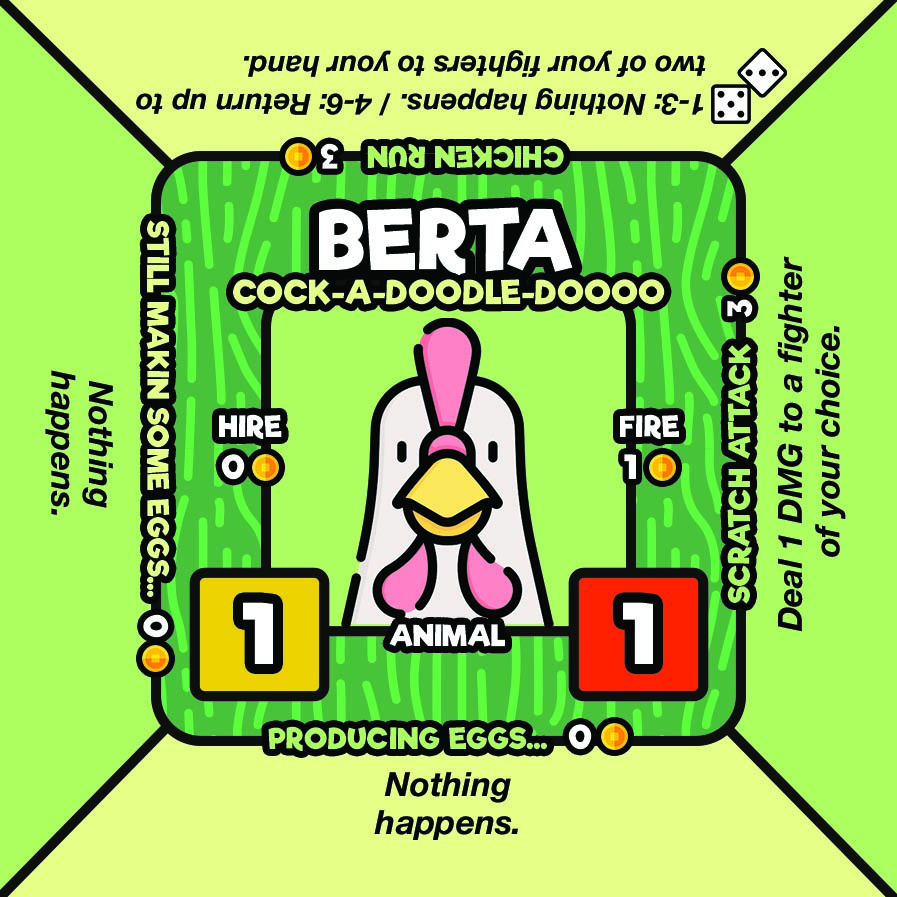 1-3: Nothing happens. / 4-6: Return up to
two of your fighters to your hand.
CHICKEN RUN 3
BERTA
COCK-A-DOODLE-DOOOO
HIRE
0
FIRE
1
1
ANIMAL
1
STILL MAKIN SOME EGGS... 0
Nothing
happens.
SCRATCH ATTACK 3
Deal 1 DMG to a fighter
of your choice.
PRODUCING EGGS... 0
Nothing
happens.